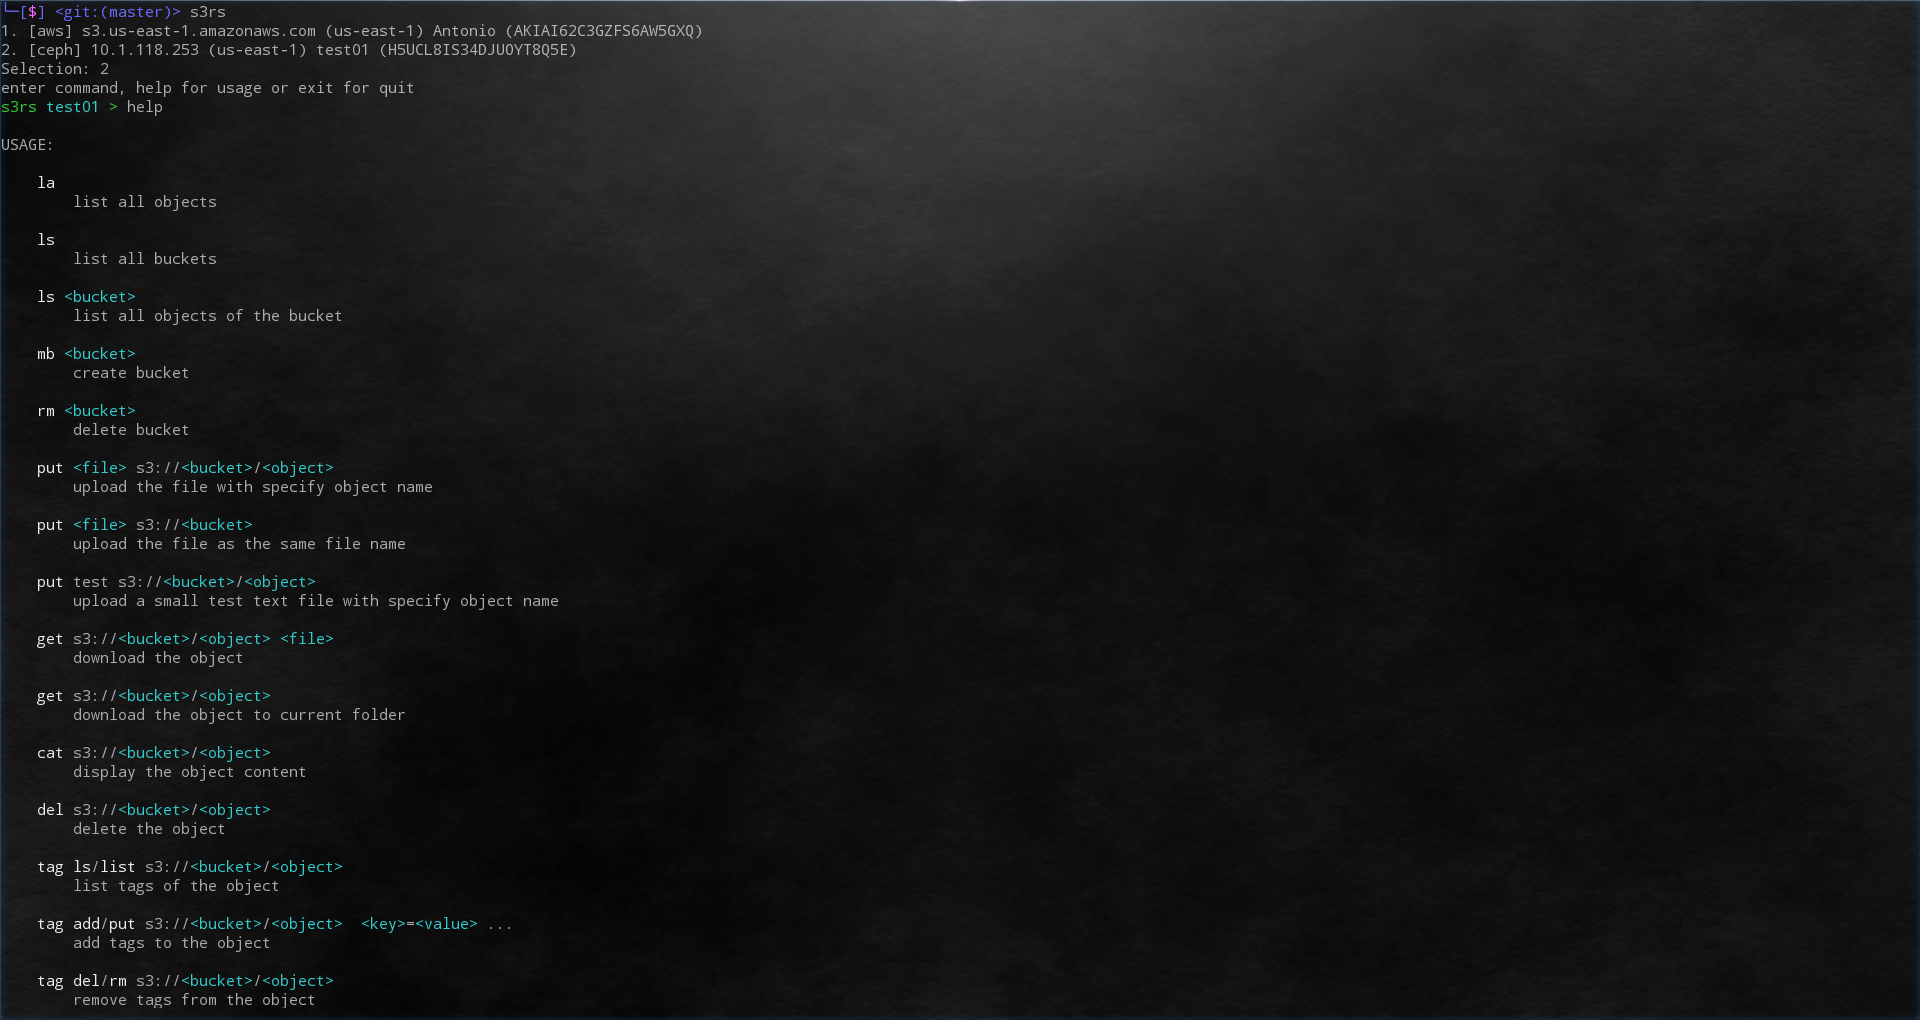 └─[$] <git:(master)> s3rs
1. [aws] s3.us-east-1.amazonaws.com (us-east-1) Antonio (AKIAI62C3GZFS6AW5GXQ)
2. [ceph] 10.1.118.253 (us-east-1) test01 (H5UCL8IS34DJUOYT8Q5E)
Selection: 2
enter command, help for usage or exit for quit
s3rs test01 > help

USAGE:

    la
        list all objects

    ls
        list all buckets

    ls <bucket>
        list all objects of the bucket

    mb <bucket>
        create bucket

    rm <bucket>
        delete bucket

    put <file> s3://<bucket>/<object>
        upload the file with specify object name

    put <file> s3://<bucket>
        upload the file as the same file name

    put test s3://<bucket>/<object>
        upload a small test text file with specify object name

    get s3://<bucket>/<object> <file>
        download the object

    get s3://<bucket>/<object>
        download the object to current folder

    cat s3://<bucket>/<object>
        display the object content

    del s3://<bucket>/<object>
        delete the object

    tag ls/list s3://<bucket>/<object>
        list tags of the object

    tag add/put s3://<bucket>/<object>  <key>=<value> ...
        add tags to the object

    tag del/rm s3://<bucket>/<object>
        remove tags from the object